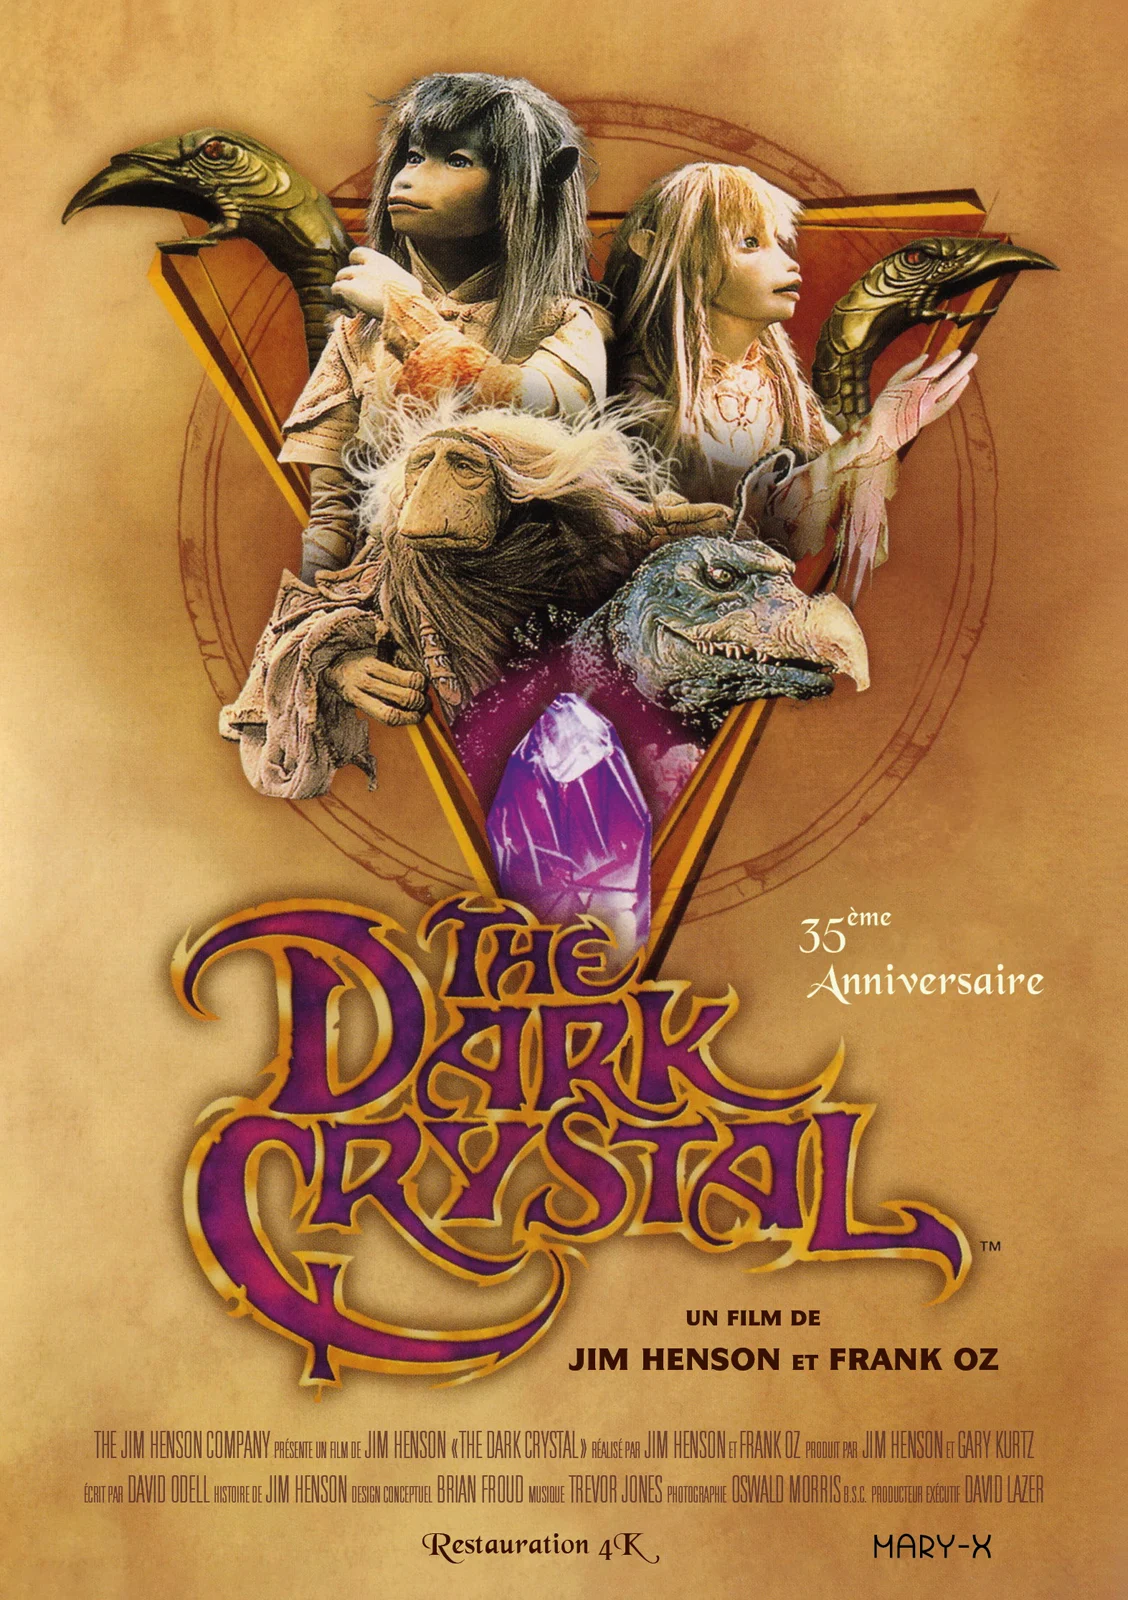 THE
DARK
CRYSTAL
TM
35ème
Anniversaire
UN FILM DE
JIM HENSON ET FRANK OZ
THE JIM HENSON COMPANY PRÉSENTE UN FILM DE JIM HENSON «THE DARK CRYSTAL» RÉALISÉ PAR JIM HENSON ET FRANK OZ PRODUIT PAR JIM HENSON ET GARY KURTZ
ÉCRIT PAR DAVID ODELL HISTOIRE DE JIM HENSON DESIGN CONCEPTUEL BRIAN FROUD MUSIQUE TREVOR JONES PHOTOGRAPHIE OSWALD MORRIS B.S.C. PRODUCTEUR EXÉCUTIF DAVID LAZER
Restauration 4K
MARY-X